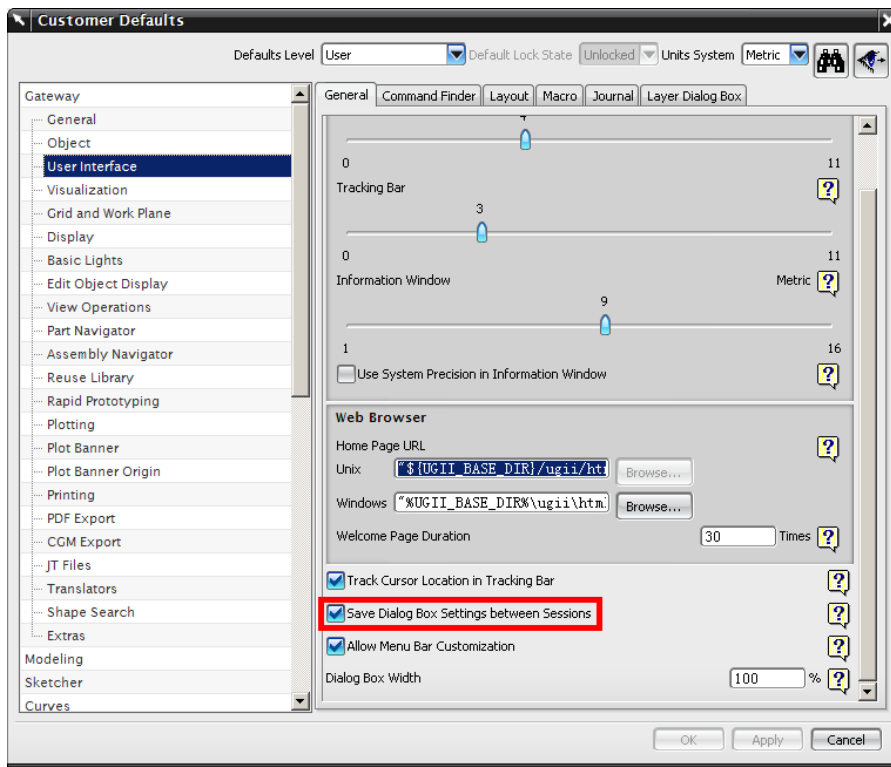 Customer Defaults
Defaults Level User Default Lock State Unlocked Units System Metric
Gateway
General
Object
User Interface
Visualization
Grid and Work Plane
Display
Basic Lights
Edit Object Display
View Operations
Part Navigator
Assembly Navigator
Reuse Library
Rapid Prototyping
Plotting
Plot Banner
Plot Banner Origin
Printing
PDF Export
CGM Export
JT Files
Translators
Shape Search
Extras
Modeling
Sketcher
Curves
General Command Finder Layout Macro Journal Layer Dialog Box
0 11
Tracking Bar
3
0 11
Information Window Metric
9
1 16
Use System Precision in Information Window
Web Browser
Home Page URL
Unix "${UGII_BASE_DIR}/ugii/ht Browse...
Windows "%UGII_BASE_DIR%\ugii\htm Browse...
Welcome Page Duration 30 Times
Track Cursor Location in Tracking Bar
Save Dialog Box Settings between Sessions
Allow Menu Bar Customization
Dialog Box Width 100 %
OK Apply Cancel